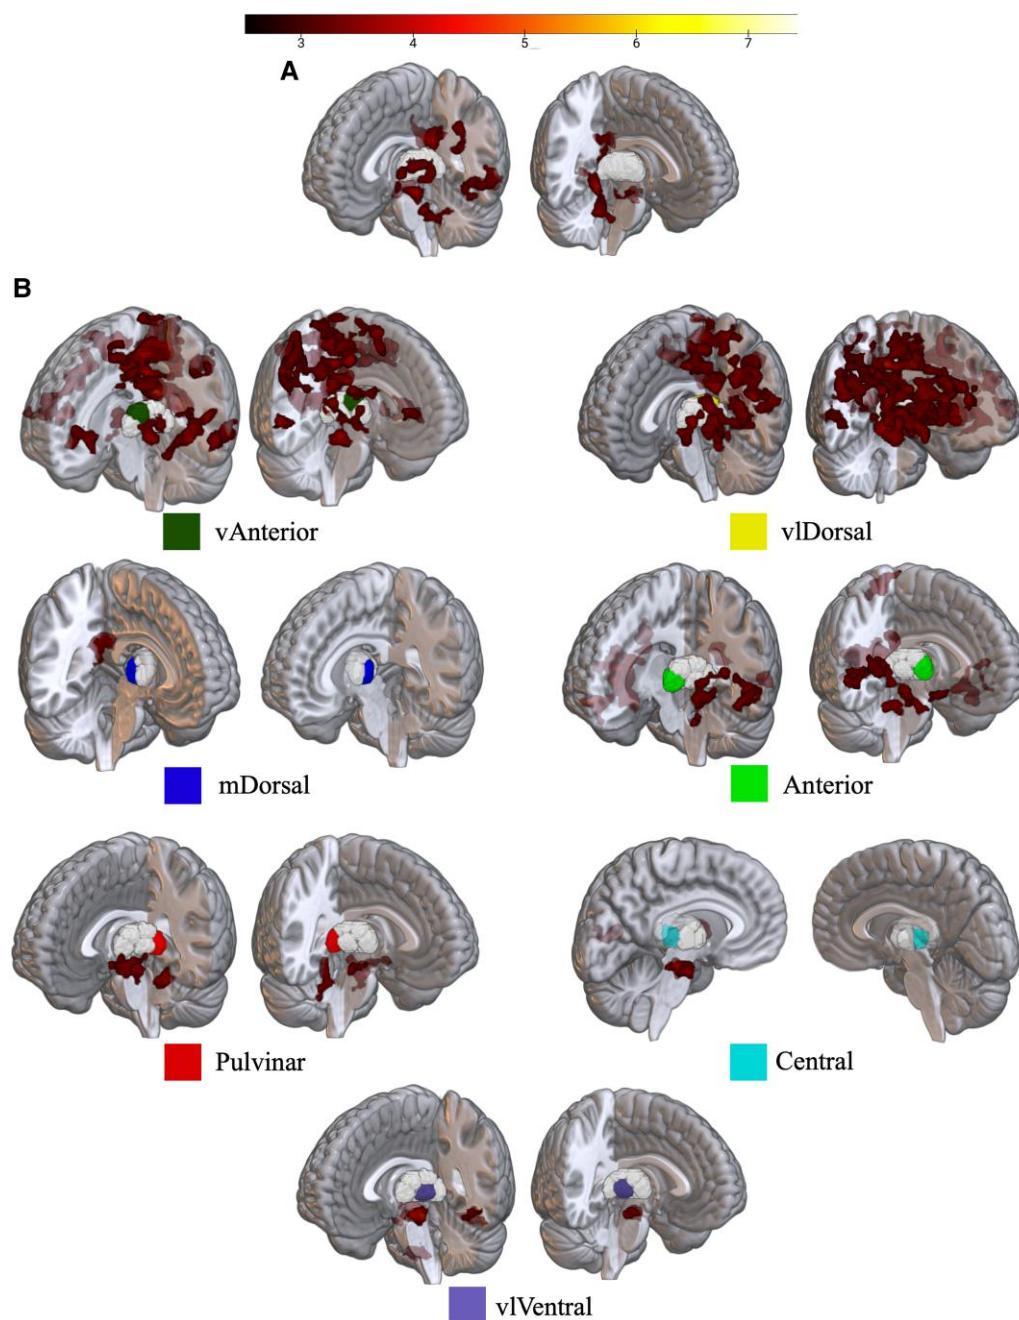 3 4 5 6 7
A
B
vAnterior vlDorsal
mDorsal Anterior
Pulvinar Central
vlVentral